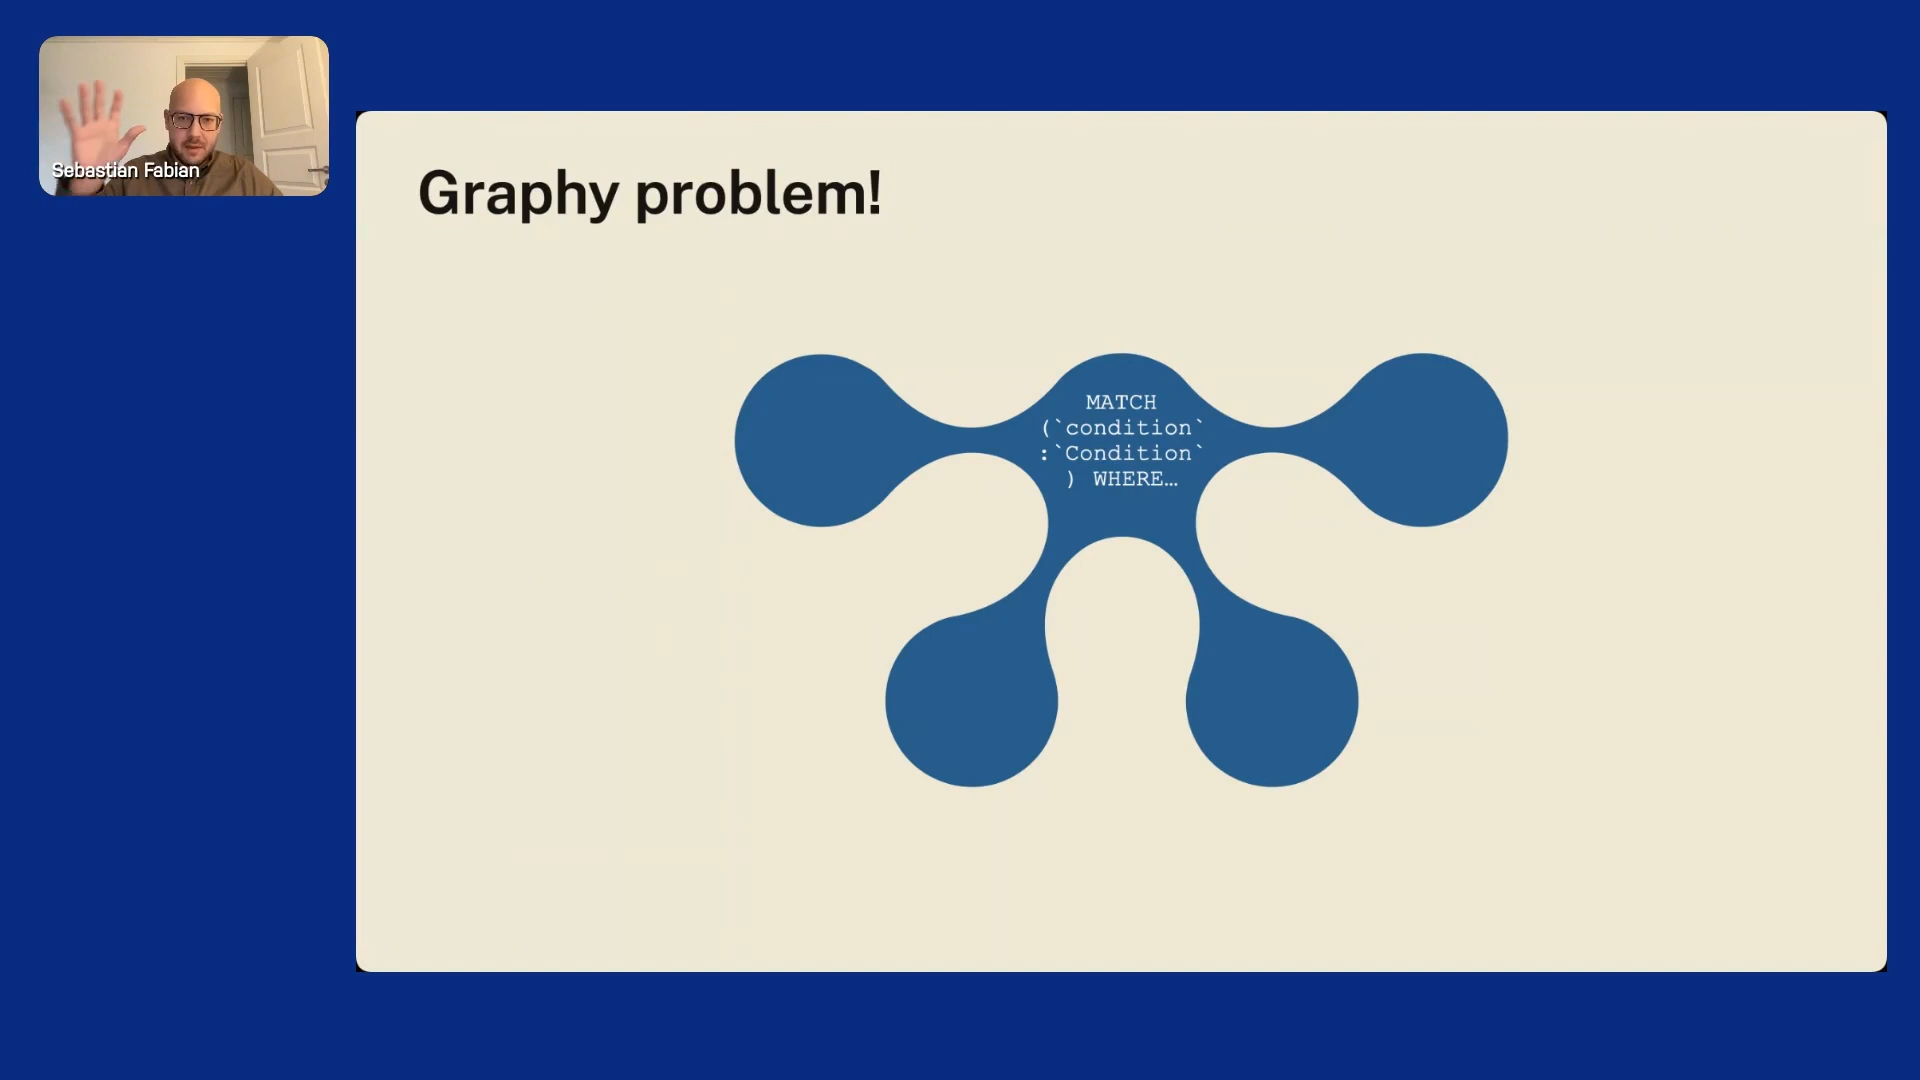 Sebastian Fabian
Graphy problem!
MATCH
(`condition`
:`Condition`
) WHERE…